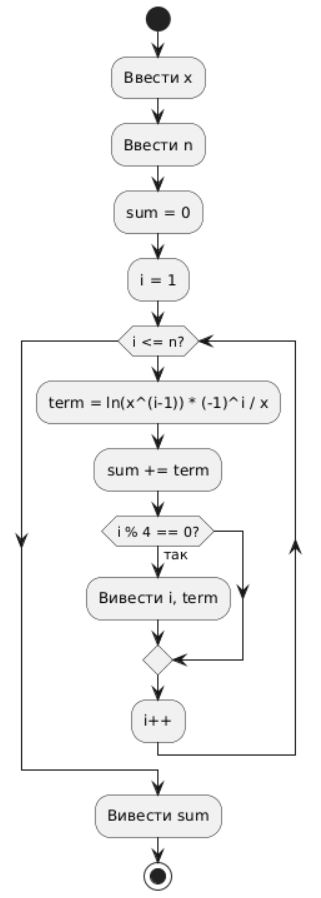 Ввести x
Ввести n
sum = 0
i = 1
i <= n?
term = ln(x^(i-1)) * (-1)^i / x
sum += term
i % 4 == 0?
так
Вивести i, term
i++
Вивести sum